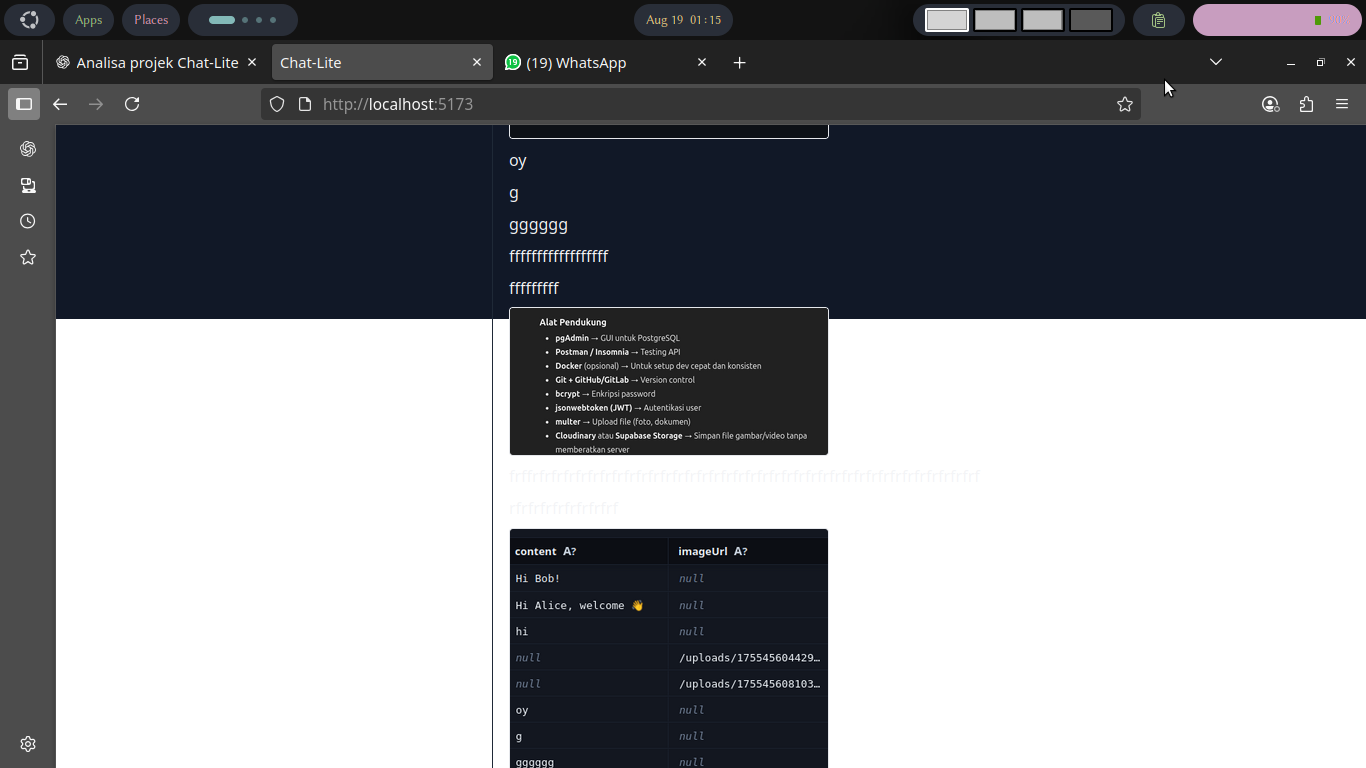 Apps
Places
Aug 19 01:15
Analisa projek Chat-Lite
Chat-Lite
(19) WhatsApp
http://localhost:5173
oy
g
gggggg
ffffffffffffffffff
fffffffff
Alat Pendukung
• pgAdmin → GUI untuk PostgreSQL
• Postman / Insomnia → Testing API
• Docker (opsional) → Untuk setup dev cepat dan konsisten
• Git + GitHub/GitLab → Version control
• bcrypt → Enkripsi password
• jsonwebtoken (JWT) → Autentikasi user
• multer → Upload file (foto, dokumen)
• Cloudinary atau Supabase Storage → Simpan file gambar/video tanpa
memberatkan server
rfrfrfrfrfrfrfrfrf
content A? imageUrl A?
Hi Bob! null
Hi Alice, welcome 👋 null
hi null
null /uploads/175545604429…
null /uploads/175545608103…
oy null
g null
gggggg null